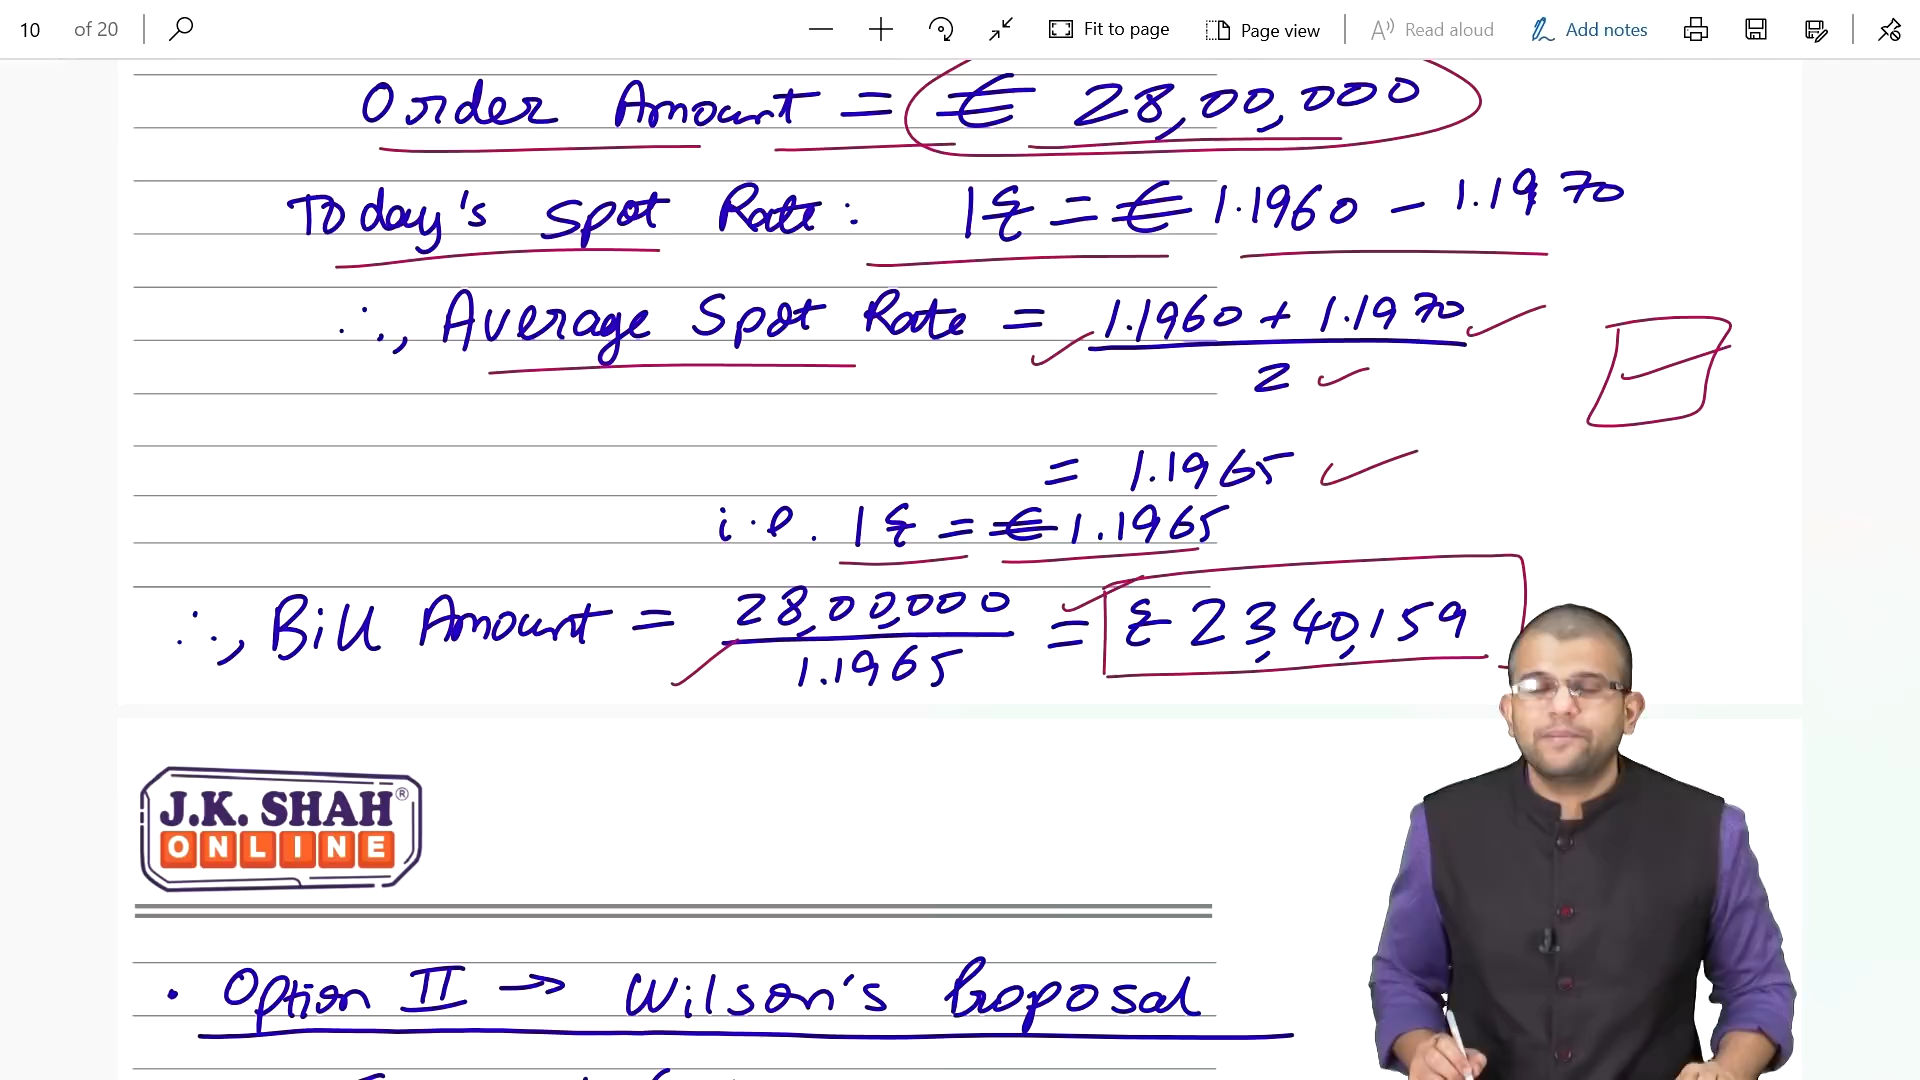 10 of 20 Fit to page Page view Read aloud Add notes
Order Amount = € 28,00,000
Today's Spot Rate: 1£ = € 1.1960 - 1.1970
∴, Average Spot Rate = 1.1960 + 1.1970
2
= 1.1965
i.e. 1£ = € 1.1965
∴, Bill Amount = 28,00,000 = £ 23,40,159
1.1965
J.K. SHAH®
ONLINE
• Option II → Wilson's Proposal